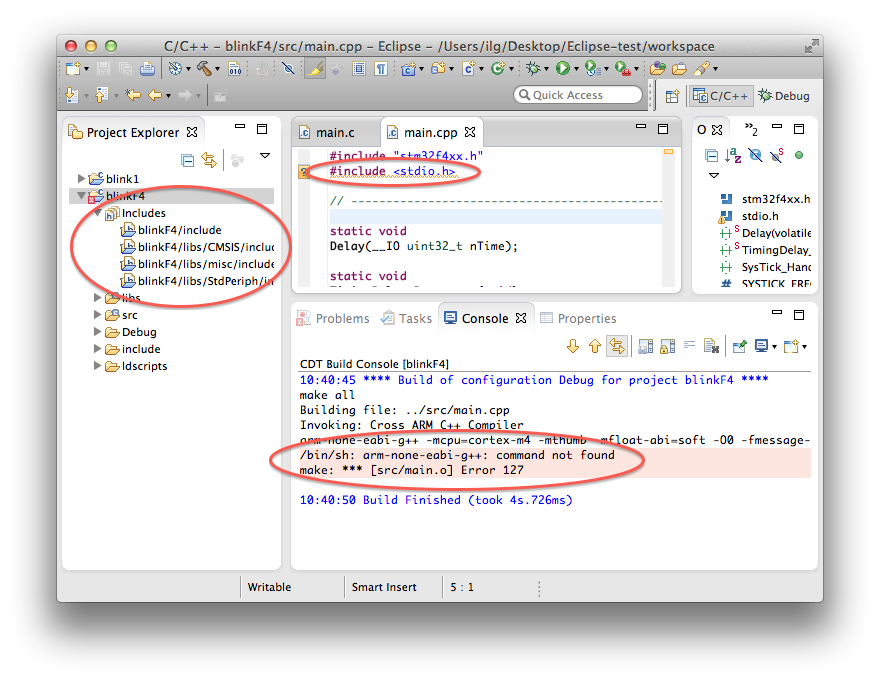 C/C++ - blinkF4/src/main.cpp - Eclipse - /Users/ilg/Desktop/Eclipse-test/workspace
Quick Access
C/C++
Debug
Project Explorer
blink1
blinkF4
Includes
blinkF4/include
blinkF4/libs/CMSIS/includ
blinkF4/libs/misc/include
blinkF4/libs/StdPeriph/in
libs
src
Debug
include
ldscripts
main.c
main.cpp
#include "stm32f4xx.h"
#include <stdio.h>
// ----------------------------------------
static void
Delay(__IO uint32_t nTime);
static void
O
2
stm32f4xx.h
stdio.h
Delay(volatile
TimingDelay_
SysTick_Hand
# SYSTICK_FREQ
Problems
Tasks
Console
Properties
CDT Build Console [blinkF4]
10:40:45 **** Build of configuration Debug for project blinkF4 ****
make all
Building file: ../src/main.cpp
Invoking: Cross ARM C++ Compiler
arm-none-eabi-g++ -mcpu=cortex-m4 -mthumb -mfloat-abi=soft -O0 -fmessage-
/bin/sh: arm-none-eabi-g++: command not found
make: *** [src/main.o] Error 127
10:40:50 Build Finished (took 4s.726ms)
Writable
Smart Insert
5 : 1